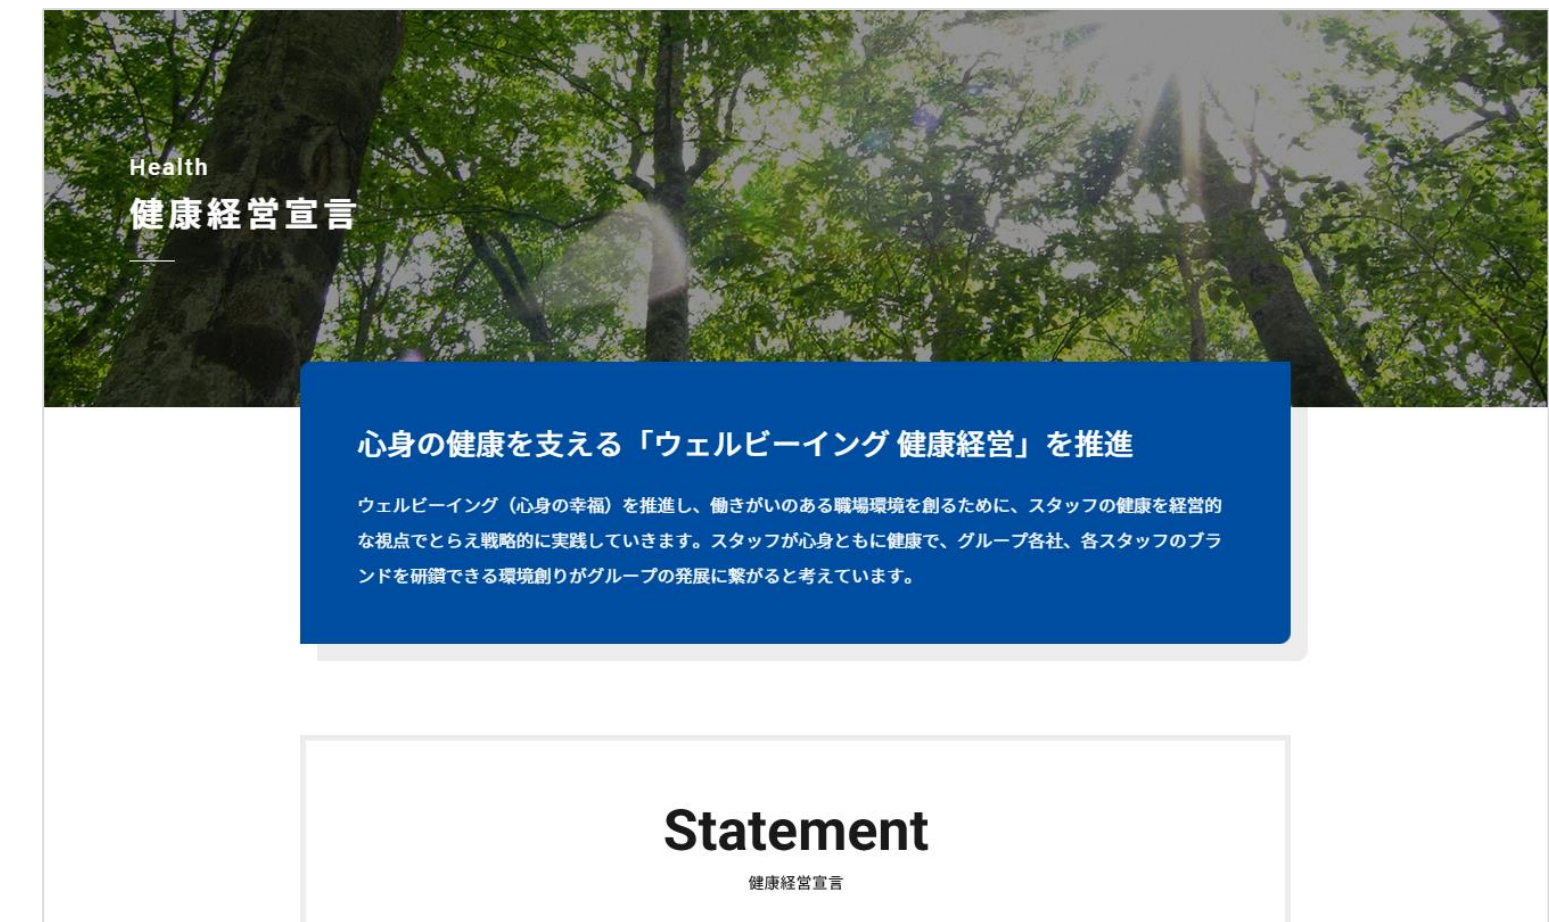 Health
健康経営宣言
心身の健康を支える「ウェルビーイング 健康経営」を推進
ウェルビーイング（心身の幸福）を推進し、働きがいのある職場環境を創るために、スタッフの健康を経営的
な視点でとらえ戦略的に実践していきます。スタッフが心身ともに健康で、グループ各社、各スタッフのブラ
ンドを研鑽できる環境創りがグループの発展に繋がると考えています。
Statement
健康経営宣言